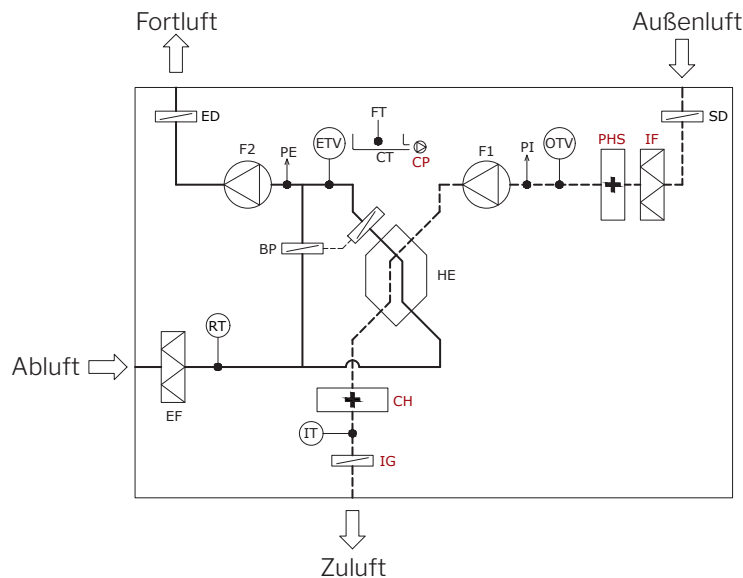 Fortluft
Außenluft
ED
SD
FT
ETV
F2
PE
CT
CP
F1
PI
OTV
PHS
IF
BP
HE
RT
Abluft
EF
CH
IT
IG
Zuluft